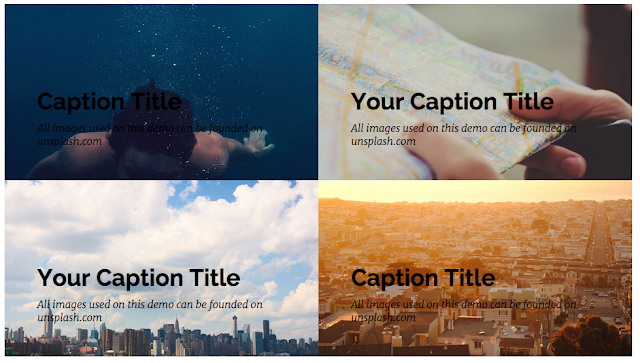 Caption Title
All images used on this demo can be founded on
unsplash.com
Your Caption Title
All images used on this demo can be founded on
unsplash.com
Your Caption Title
All images used on this demo can be founded on
unsplash.com
Caption Title
All images used on this demo can be founded on
unsplash.com